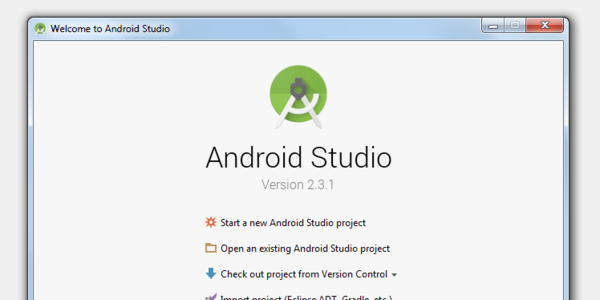 Welcome to Android Studio
Android Studio
Version 2.3.1
Start a new Android Studio project
Open an existing Android Studio project
Check out project from Version Control
Import project (Eclipse ADT, Gradle, etc.)